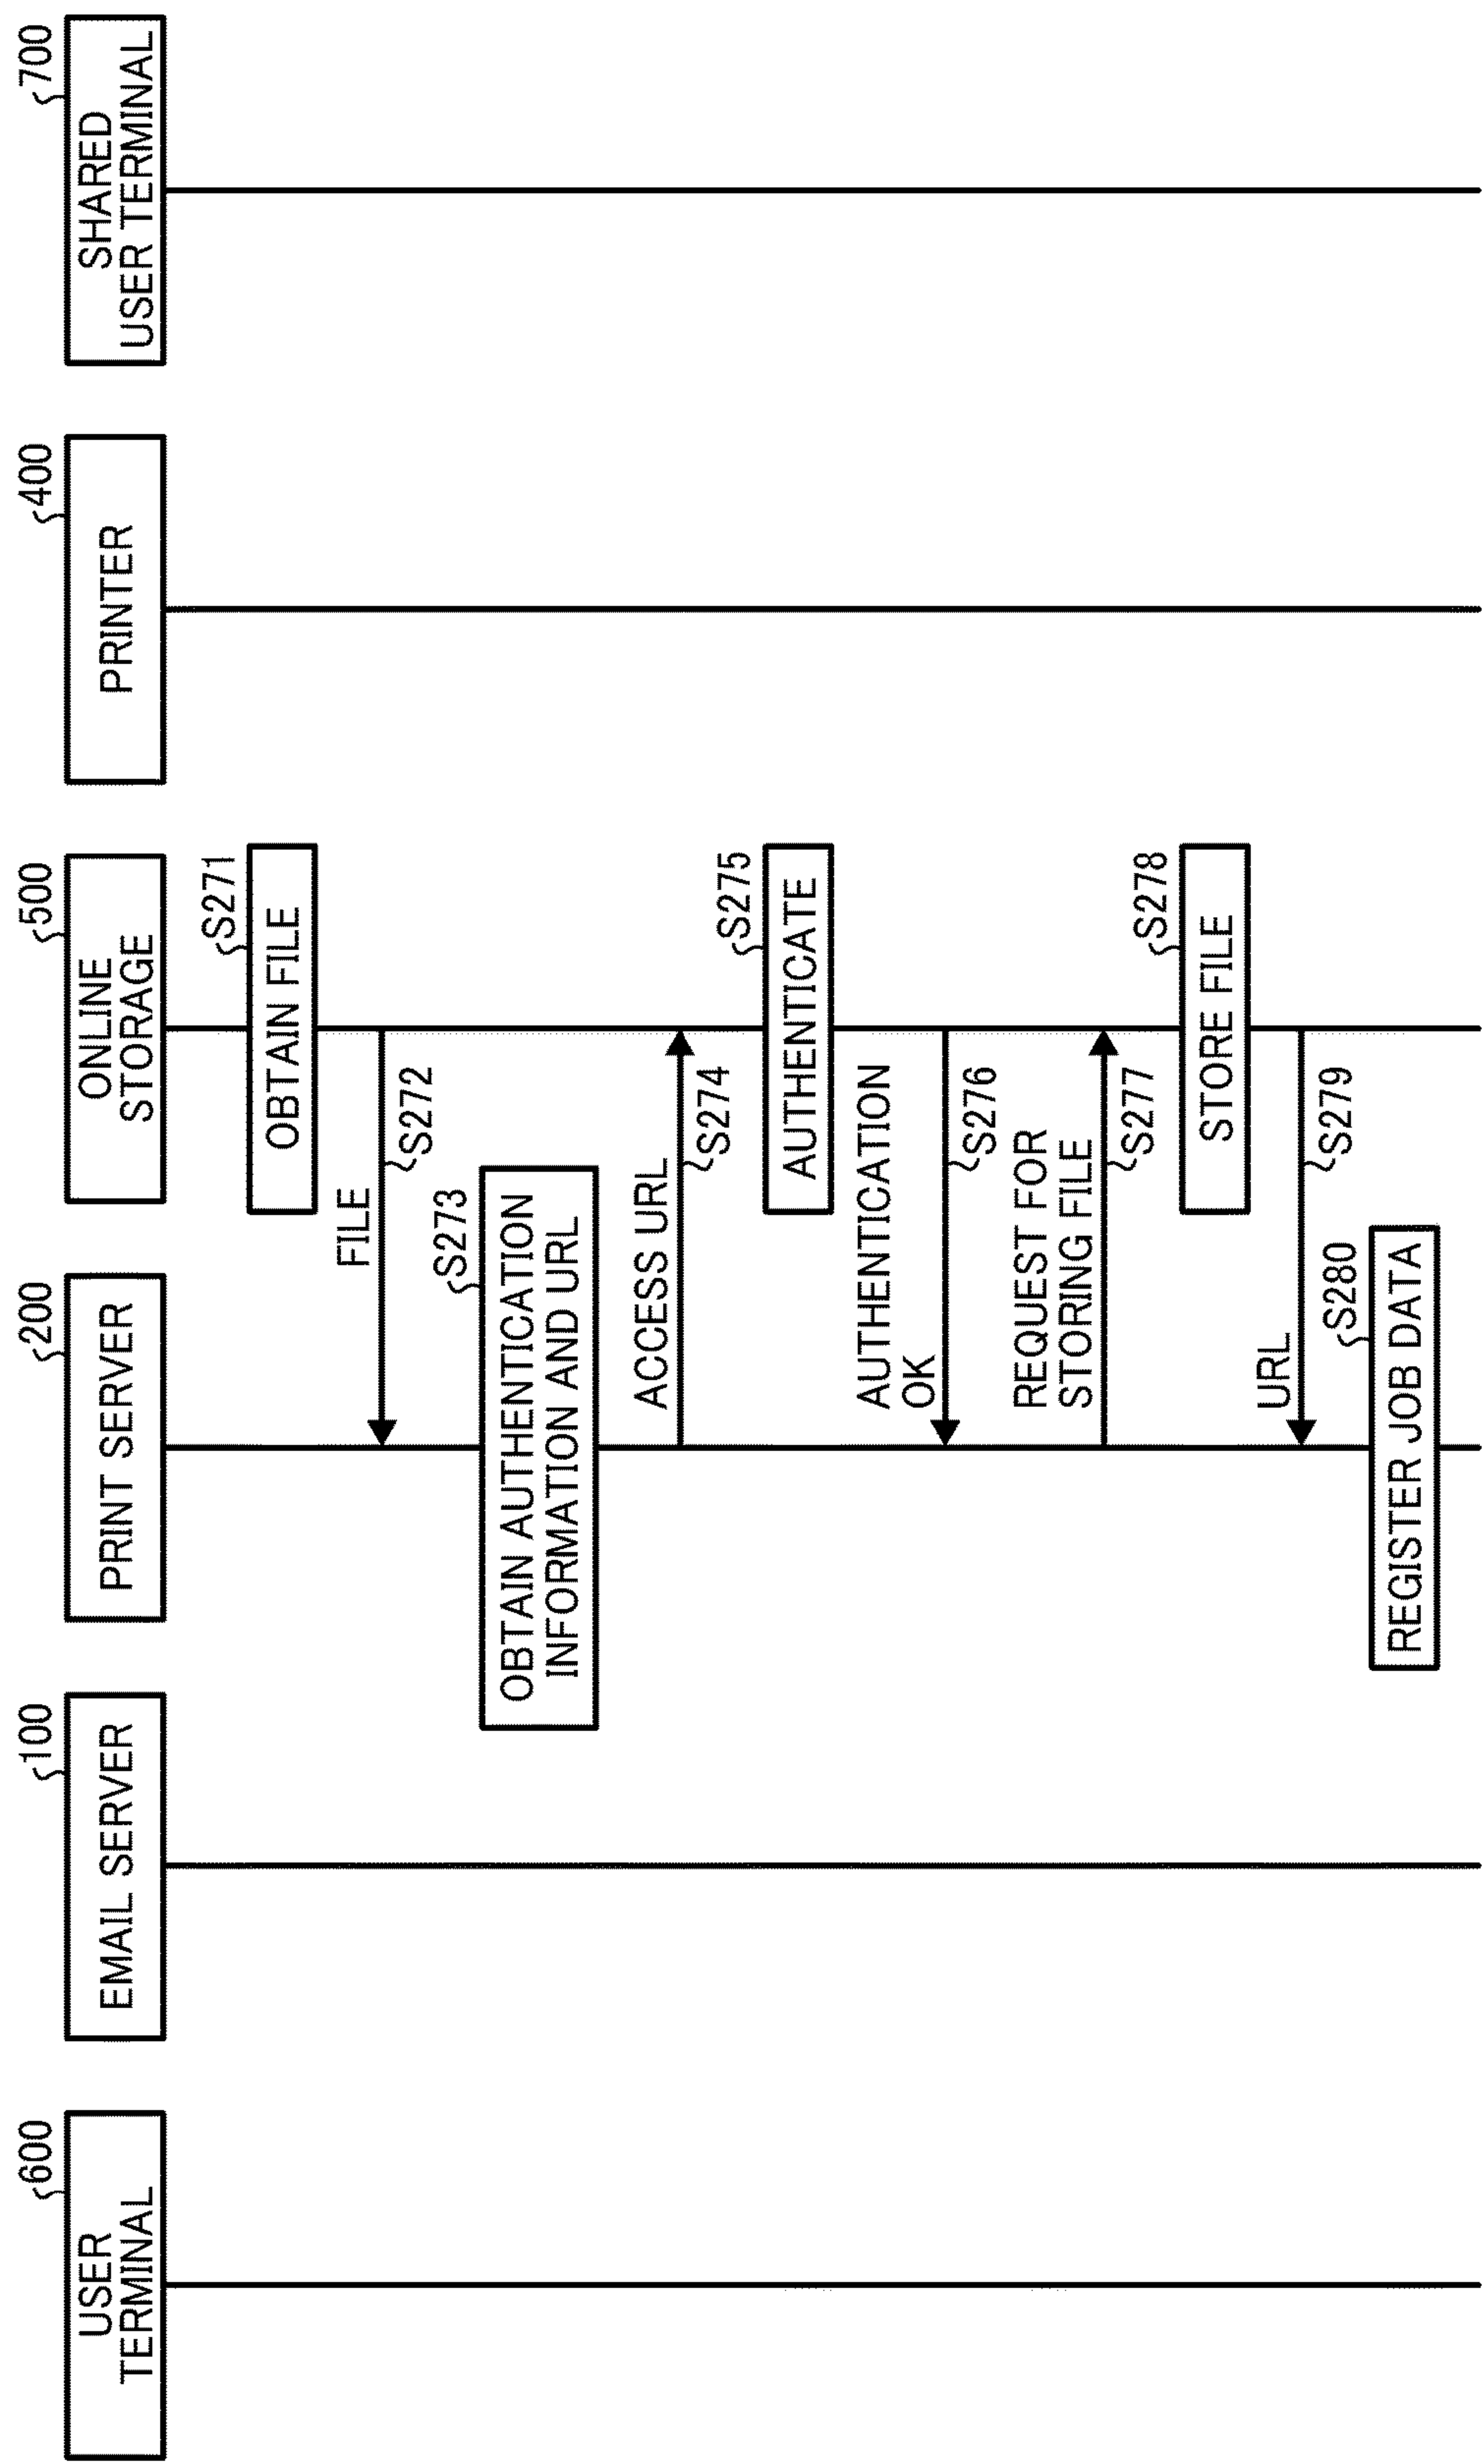 600
USER
TERMINAL
100
EMAIL SERVER
200
PRINT SERVER
500
ONLINE
STORAGE
400
PRINTER
700
SHARED
USER TERMINAL
S271
OBTAIN FILE
FILE
S272
S273
OBTAIN AUTHENTICATION
INFORMATION AND URL
ACCESS URL
S274
S275
AUTHENTICATE
AUTHENTICATION
OK
S276
REQUEST FOR
STORING FILE
S277
S278
STORE FILE
URL
S279
S280
REGISTER JOB DATA